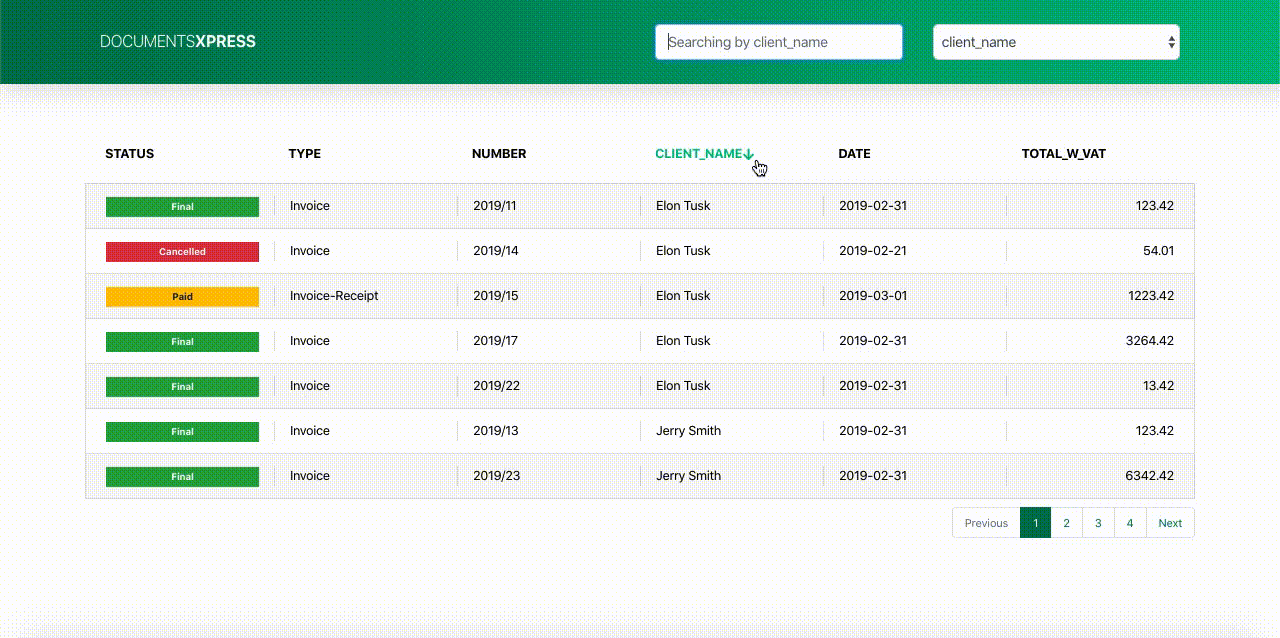 DOCUMENTSXPRESS Searching by client_name client_name
STATUS TYPE NUMBER CLIENT_NAME↓ DATE TOTAL_W_VAT
Final Invoice 2019/11 Elon Tusk 2019-02-31 123.42
Cancelled Invoice 2019/14 Elon Tusk 2019-02-21 54.01
Paid Invoice-Receipt 2019/15 Elon Tusk 2019-03-01 1223.42
Final Invoice 2019/17 Elon Tusk 2019-02-31 3264.42
Final Invoice 2019/22 Elon Tusk 2019-02-31 13.42
Final Invoice 2019/13 Jerry Smith 2019-02-31 123.42
Final Invoice 2019/23 Jerry Smith 2019-02-31 6342.42
Previous 1 2 3 4 Next